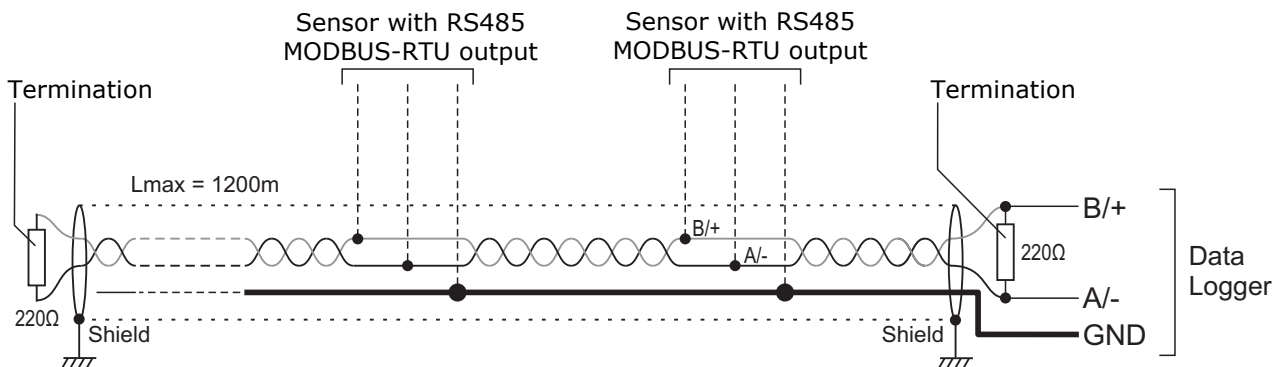 Sensor with RS485
MODBUS-RTU output
Sensor with RS485
MODBUS-RTU output
Termination
Termination
Lmax = 1200m
B/+
B/+
A/-
220Ω
Data
Logger
A/-
220Ω
Shield
Shield
GND